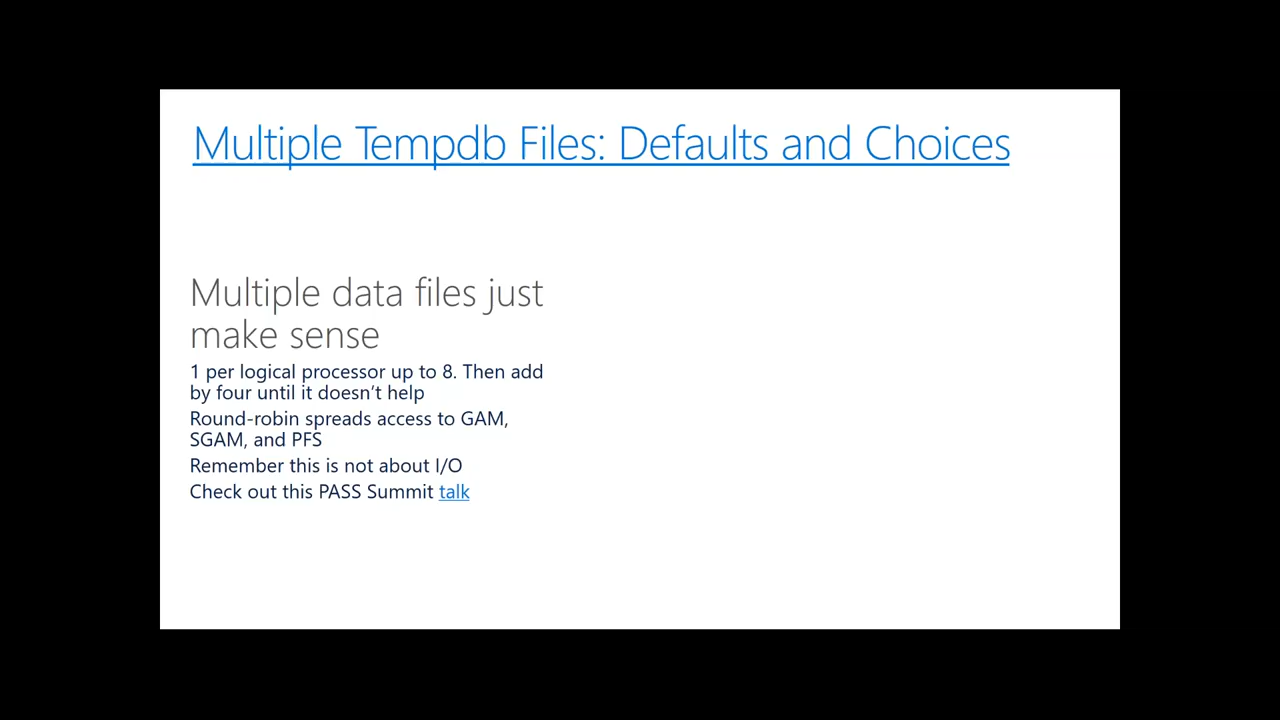 Multiple Tempdb Files: Defaults and Choices
Multiple data files just
make sense
1 per logical processor up to 8. Then add
by four until it doesn’t help
Round-robin spreads access to GAM,
SGAM, and PFS
Remember this is not about I/O
Check out this PASS Summit talk